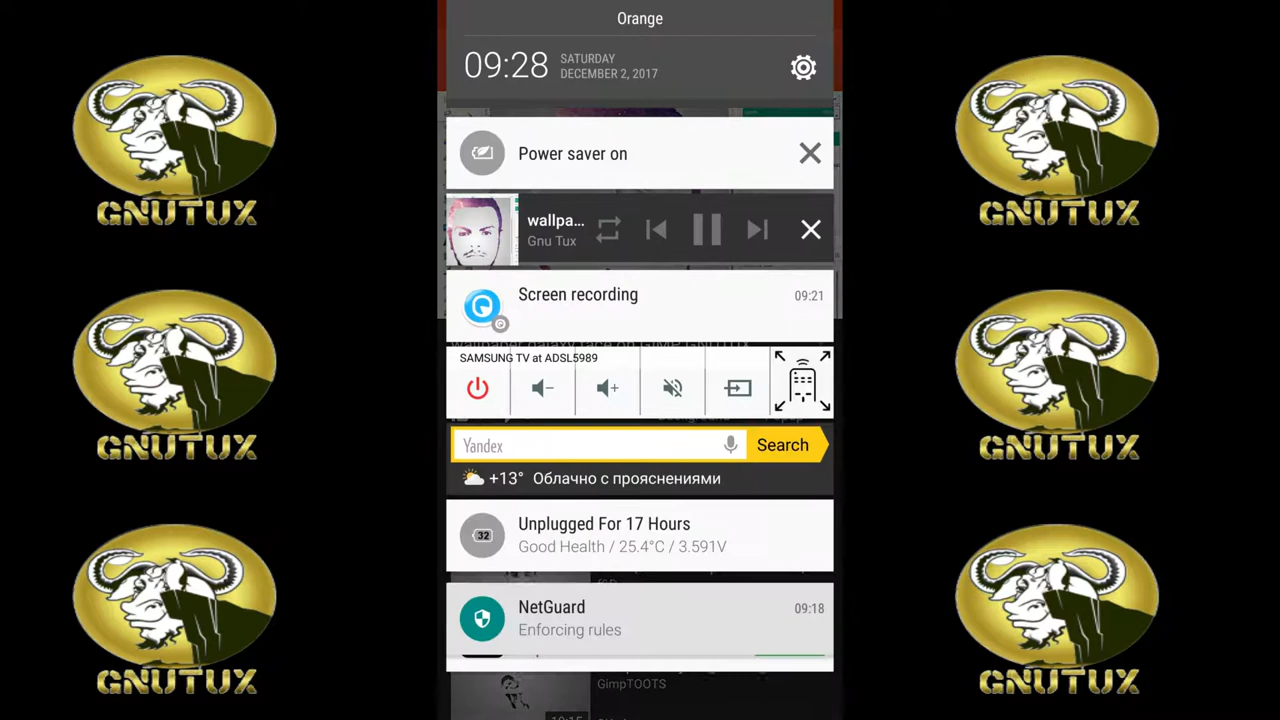 Orange
09:28
SATURDAY
DECEMBER 2, 2017
Power saver on
wallpa...
Gnu Tux
Screen recording
09:21
SAMSUNG TV at ADSL5989
Yandex
Search
+13° Облачно с прояснениями
32
Unplugged For 17 Hours
Good Health / 25.4°C / 3.591V
NetGuard
09:18
Enforcing rules
GimpTOOTS
GNUTUX
GNUTUX
GNUTUX
GNUTUX
GNUTUX
GNUTUX